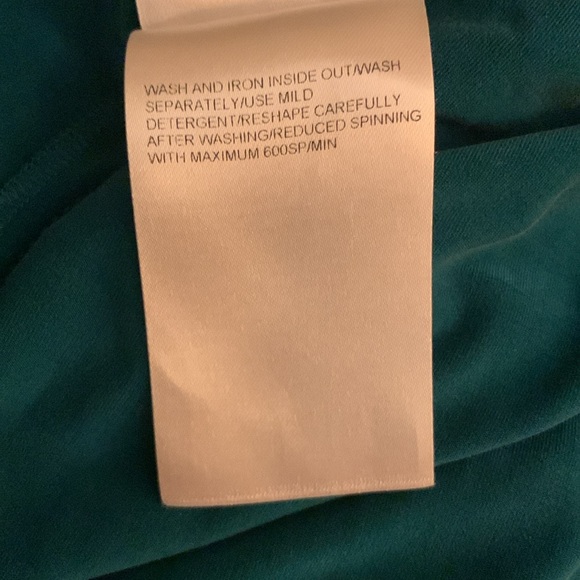 WASH AND IRON INSIDE OUT/WASH
SEPARATELY/USE MILD
DETERGENT/RESHAPE CAREFULLY
AFTER WASHING/REDUCED SPINNING
WITH MAXIMUM 600SP/MIN